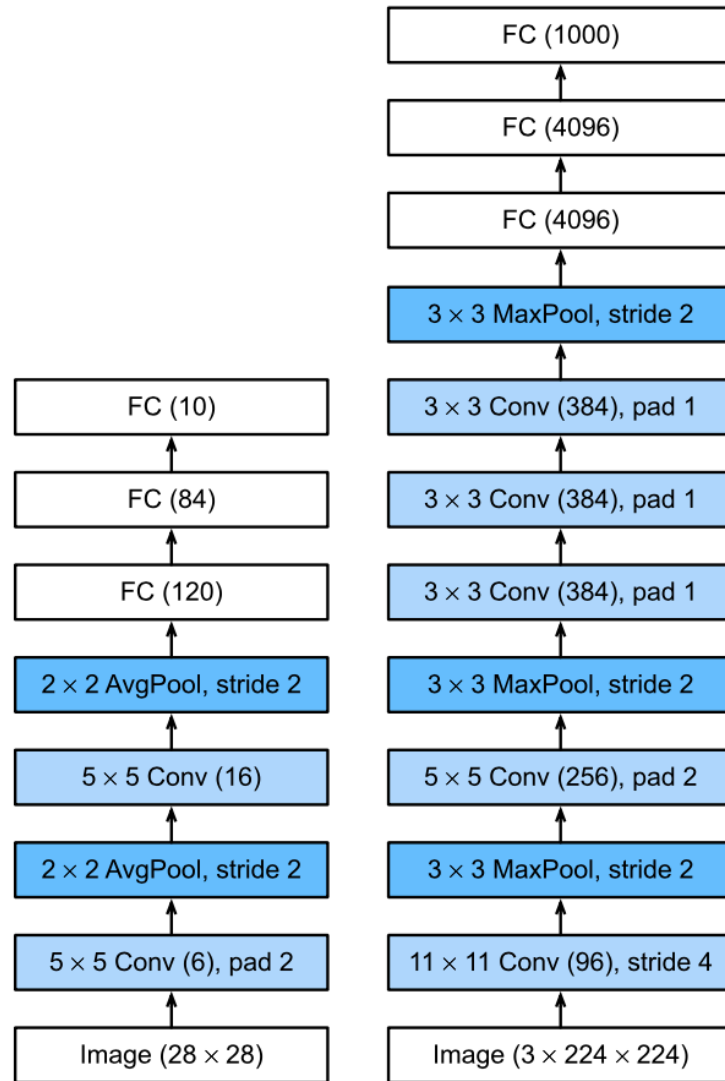 FC (10)
FC (84)
FC (120)
2 × 2 AvgPool, stride 2
5 × 5 Conv (16)
2 × 2 AvgPool, stride 2
5 × 5 Conv (6), pad 2
Image (28 × 28)
FC (1000)
FC (4096)
FC (4096)
3 × 3 MaxPool, stride 2
3 × 3 Conv (384), pad 1
3 × 3 Conv (384), pad 1
3 × 3 Conv (384), pad 1
3 × 3 MaxPool, stride 2
5 × 5 Conv (256), pad 2
3 × 3 MaxPool, stride 2
11 × 11 Conv (96), stride 4
Image (3 × 224 × 224)